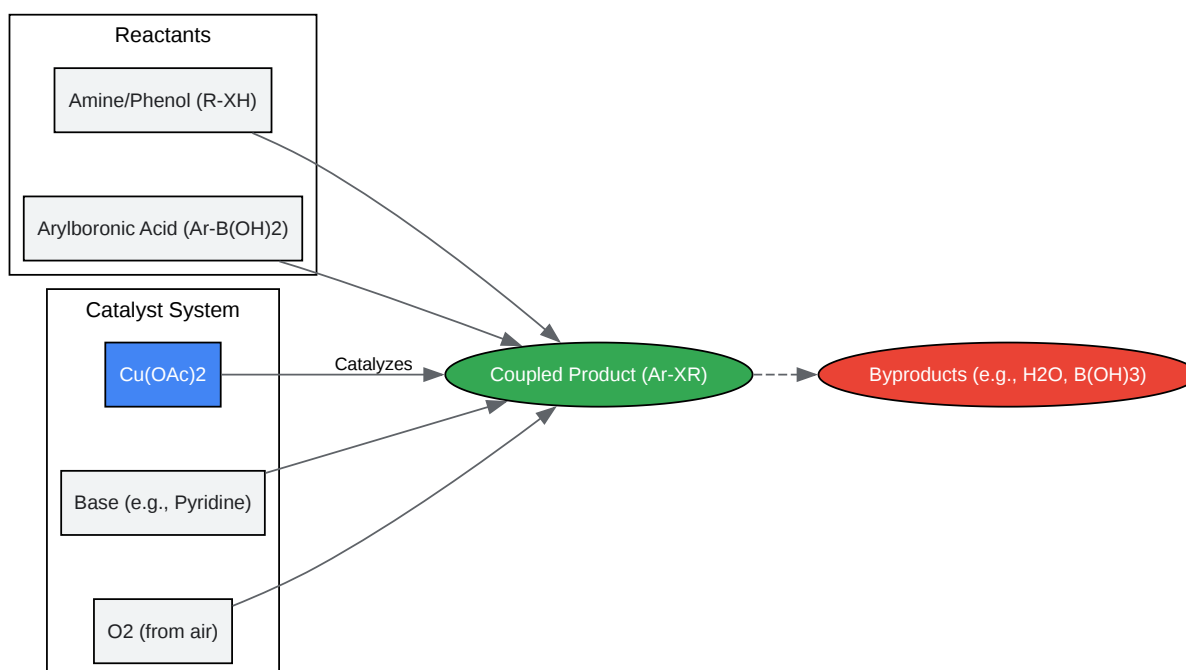 Reactants
Amine/Phenol (R-XH)
Arylboronic Acid (Ar-B(OH)2)
Catalyst System
Cu(OAc)2
Catalyzes
Coupled Product (Ar-XR)
Byproducts (e.g., H2O, B(OH)3)
Base (e.g., Pyridine)
O2 (from air)